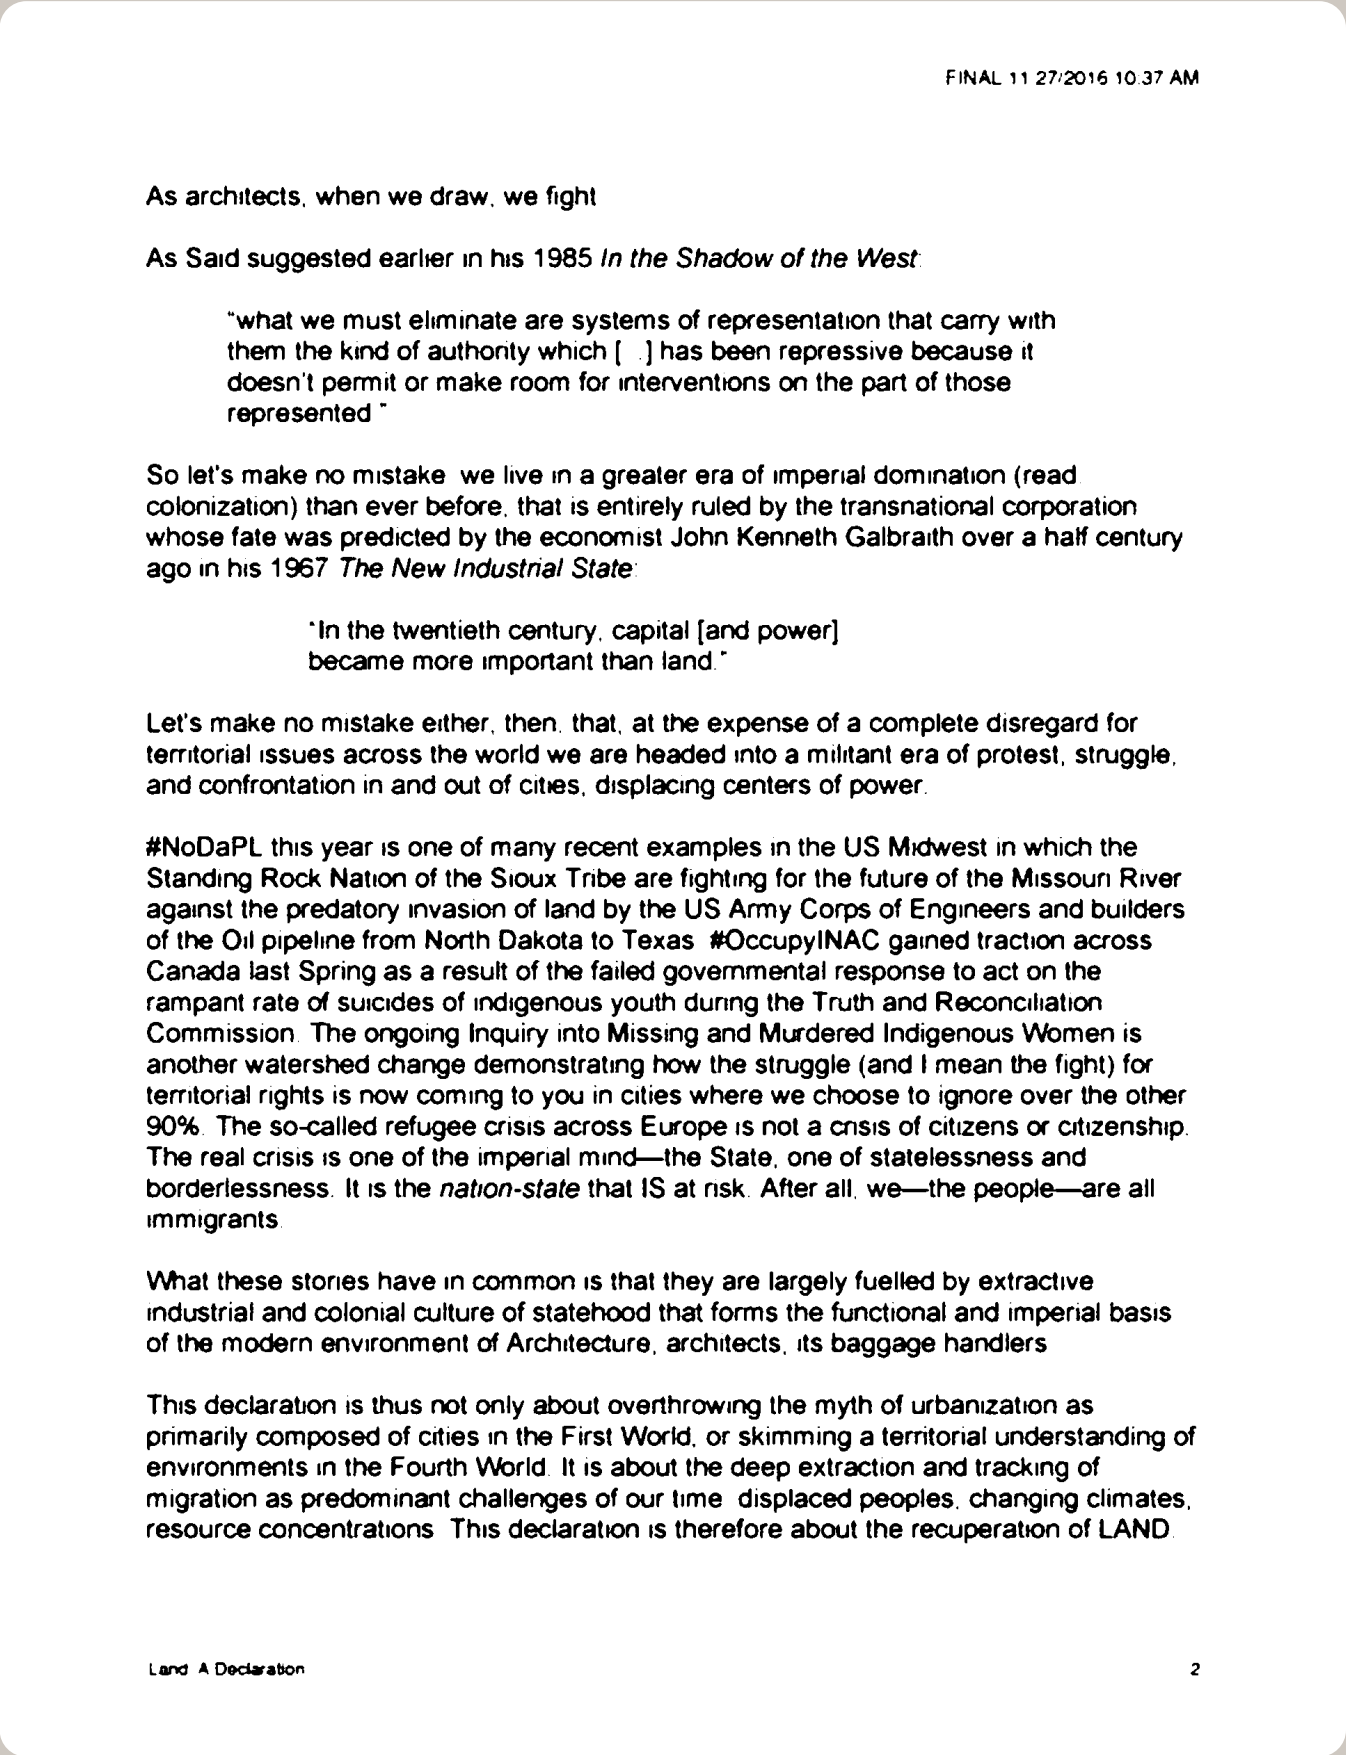 FINAL 11/27/2016 10:37 AM
As architects, when we draw, we fight.
As Said suggested earlier in his 1985 In the Shadow of the West:
"what we must eliminate are systems of representation that carry with
them the kind of authority which [...] has been repressive because it
doesn't permit or make room for interventions on the part of those
represented."
So let's make no mistake: we live in a greater era of imperial domination (read:
colonization) than ever before, that is entirely ruled by the transnational corporation
whose fate was predicted by the economist John Kenneth Galbraith over a half century
ago in his 1967 The New Industrial State:
"In the twentieth century, capital [and power]
became more important than land."
Let's make no mistake either, then, that, at the expense of a complete disregard for
territorial issues across the world we are headed into a militant era of protest, struggle,
and confrontation in and out of cities, displacing centers of power.
#NoDaPL this year is one of many recent examples in the US Midwest in which the
Standing Rock Nation of the Sioux Tribe are fighting for the future of the Missouri River
against the predatory invasion of land by the US Army Corps of Engineers and builders
of the Oil pipeline from North Dakota to Texas. #OccupyINAC gained traction across
Canada last Spring as a result of the failed governmental response to act on the
rampant rate of suicides of indigenous youth during the Truth and Reconciliation
Commission. The ongoing Inquiry into Missing and Murdered Indigenous Women is
another watershed change demonstrating how the struggle (and I mean the fight) for
territorial rights is now coming to you in cities where we choose to ignore over the other
90%. The so-called refugee crisis across Europe is not a crisis of citizens or citizenship.
The real crisis is one of the imperial mind—the State, one of statelessness and
borderlessness. It is the nation-state that IS at risk. After all, we—the people—are all
immigrants.
What these stories have in common is that they are largely fuelled by extractive
industrial and colonial culture of statehood that forms the functional and imperial basis
of the modern environment of Architecture, architects, its baggage handlers.
This declaration is thus not only about overthrowing the myth of urbanization as
primarily composed of cities in the First World, or skimming a territorial understanding of
environments in the Fourth World. It is about the deep extraction and tracking of
migration as predominant challenges of our time: displaced peoples, changing climates,
resource concentrations. This declaration is therefore about the recuperation of LAND.
Land: A Declaration
2